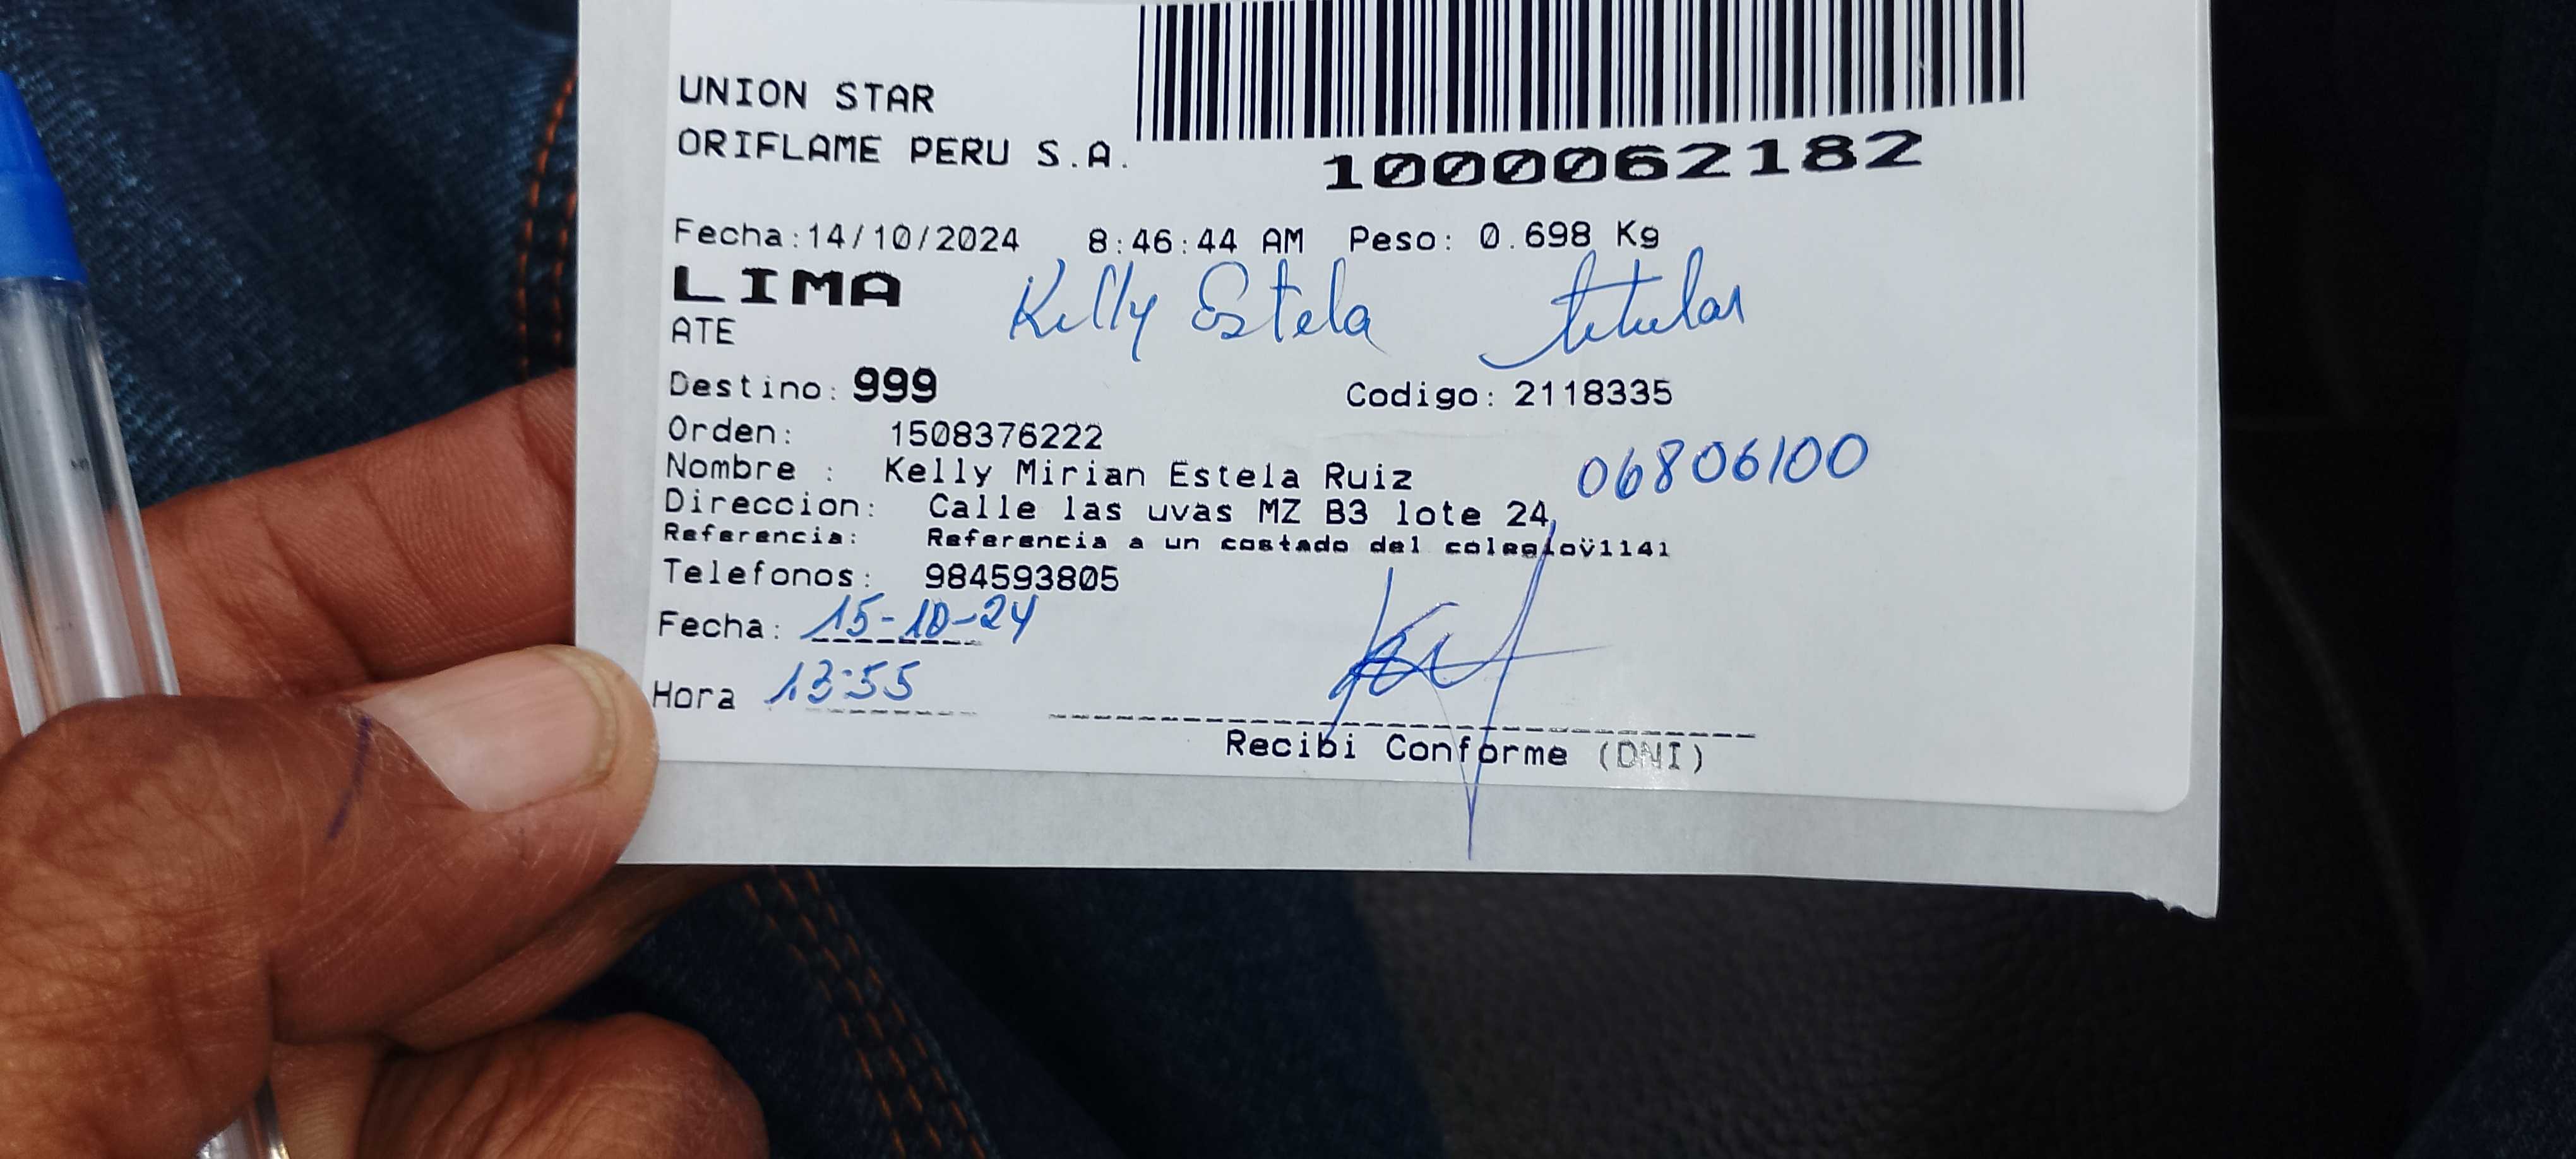 UNION STAR
ORIFLAME PERU S.A.
1000062182
Fecha:14/10/2024 8:46:44 AM Peso: 0.698 Kg
LIMA Kelly Estela titular
ATE
Destino: 999 Codigo: 2118335
Orden: 1508376222
Nombre : Kelly Mirian Estela Ruiz 06806100
Direccion: Calle las uvas MZ B3 lote 24,
Referencia: Referencia a un costado del colegioÿ1141
Telefonos: 984593805
Fecha: 15-10-24
Hora 13:55
Recibi Conforme (DNI)